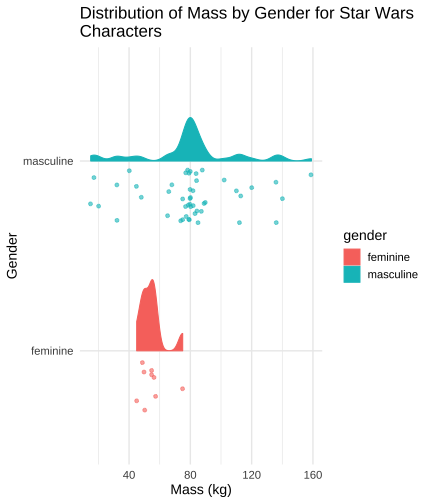 Distribution of Mass by Gender for Star Wars
Characters
masculine
feminine
Gender
40 80 120 160
Mass (kg)
gender
feminine
masculine